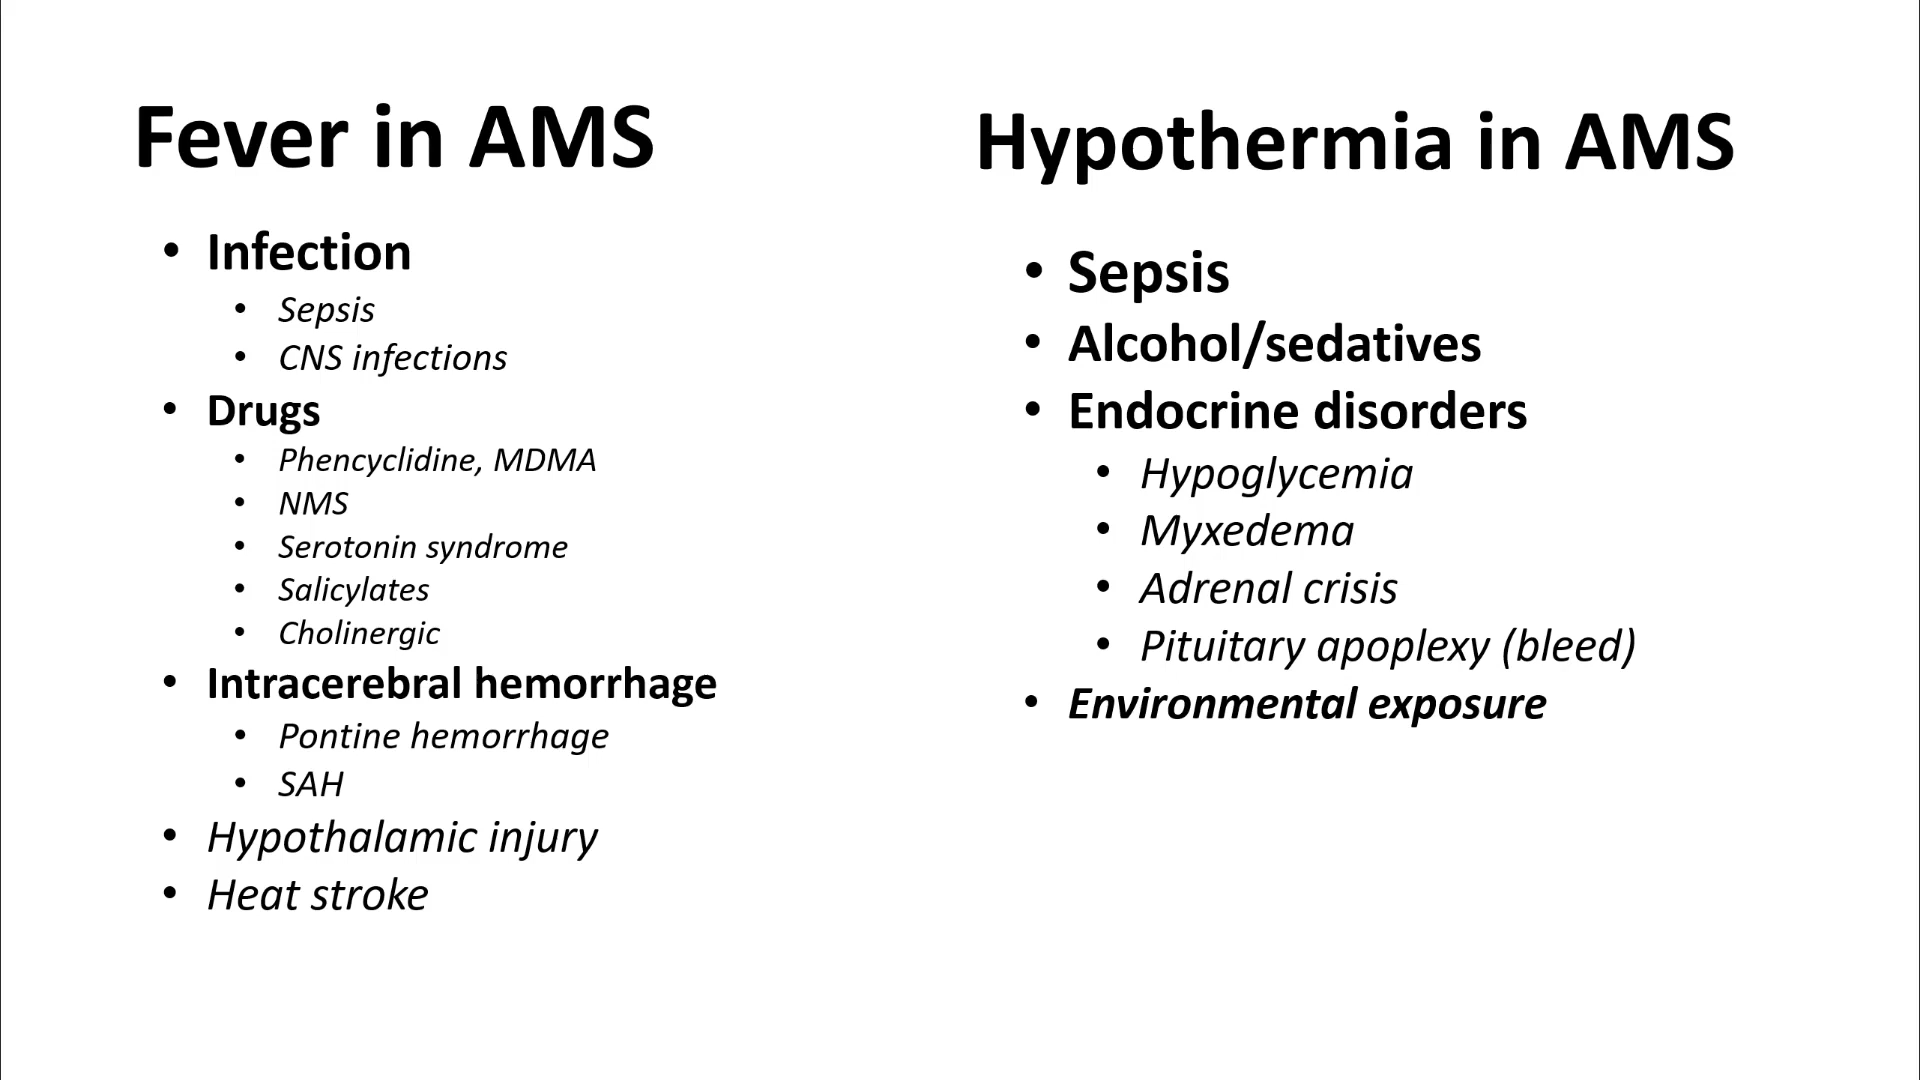 Fever in AMS
• Infection
• Sepsis
• CNS infections
• Drugs
• Phencyclidine, MDMA
• NMS
• Serotonin syndrome
• Salicylates
• Cholinergic
• Intracerebral hemorrhage
• Pontine hemorrhage
• SAH
• Hypothalamic injury
• Heat stroke
Hypothermia in AMS
• Sepsis
• Alcohol/sedatives
• Endocrine disorders
• Hypoglycemia
• Myxedema
• Adrenal crisis
• Pituitary apoplexy (bleed)
• Environmental exposure